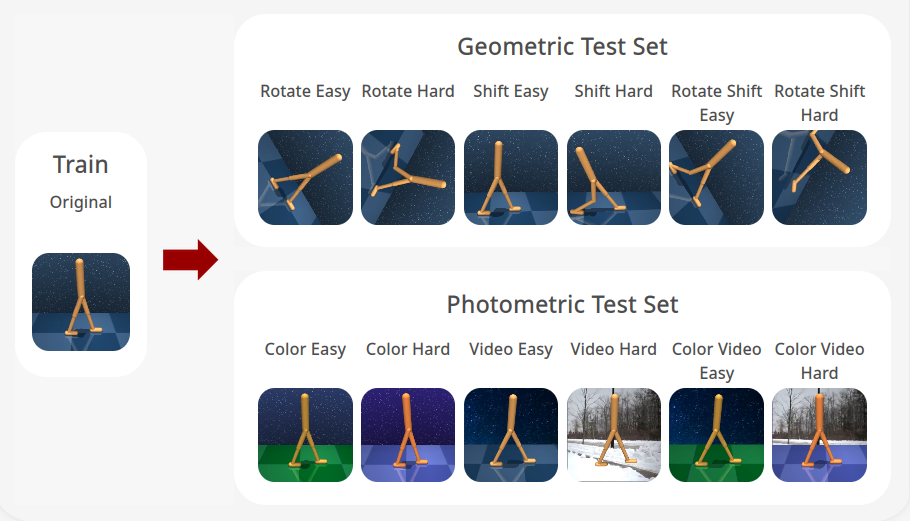 Train
Original
Geometric Test Set
Rotate Easy
Rotate Hard
Shift Easy
Shift Hard
Rotate Shift
Easy
Rotate Shift
Hard
Photometric Test Set
Color Easy
Color Hard
Video Easy
Video Hard
Color Video
Easy
Color Video
Hard